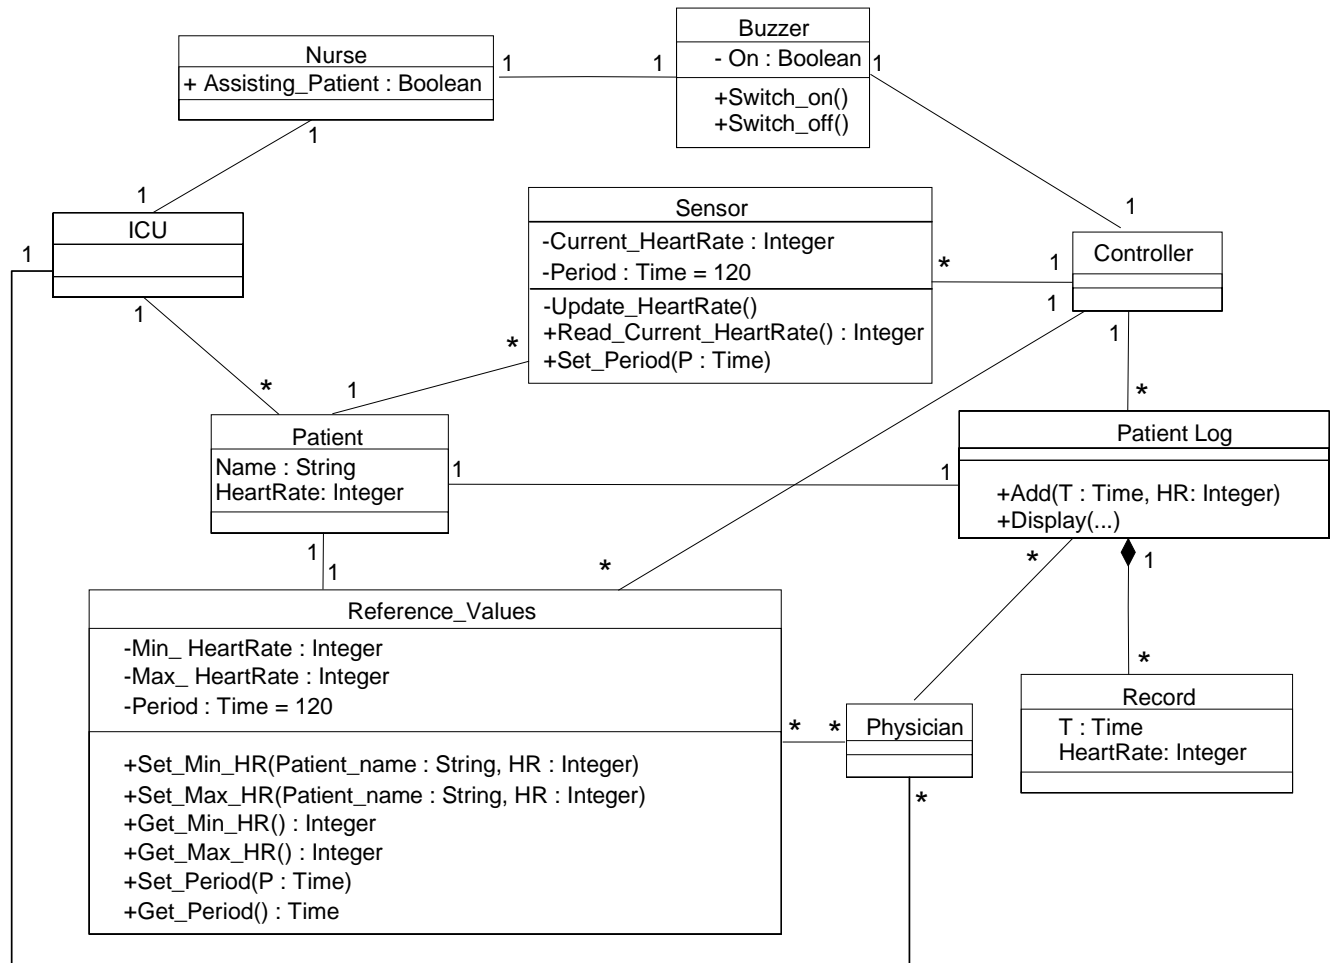 Buzzer
- On : Boolean
+Switch_on()
+Switch_off()
Nurse
+ Assisting_Patient : Boolean
1
1
1
1
1
1
ICU
1
1
Sensor
-Current_HeartRate : Integer
-Period : Time = 120
-Update_HeartRate()
+Read_Current_HeartRate() : Integer
+Set_Period(P : Time)
*
1
Controller
1
1
1
*
*
1
*
Patient
Name : String
HeartRate: Integer
1
1
Patient Log
+Add(T : Time, HR: Integer)
+Display(...)
1
1
*
*
1
Reference_Values
-Min_ HeartRate : Integer
-Max_ HeartRate : Integer
-Period : Time = 120
+Set_Min_HR(Patient_name : String, HR : Integer)
+Set_Max_HR(Patient_name : String, HR : Integer)
+Get_Min_HR() : Integer
+Get_Max_HR() : Integer
+Set_Period(P : Time)
+Get_Period() : Time
*
*
Physician
*
*
Record
T : Time
HeartRate: Integer